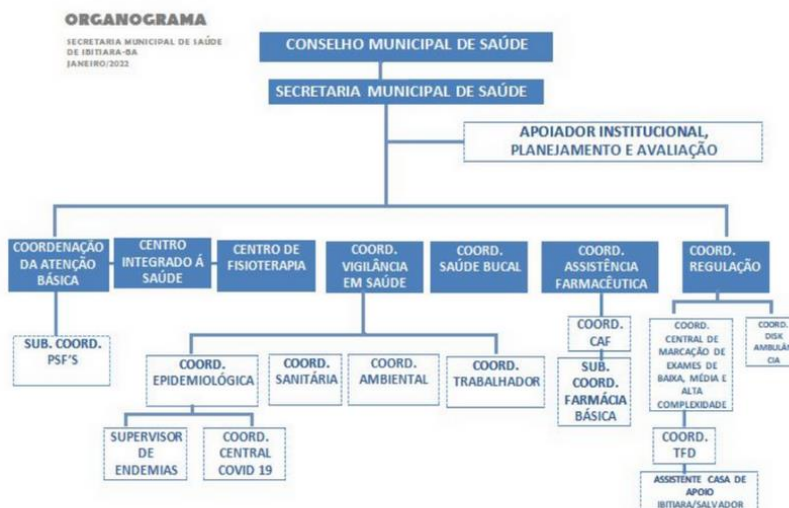 ORGANOGRAMA
SECRETARIA MUNICIPAL DE SAÚDE
DE IBITIARA-BA
JANEIRO/2022
CONSELHO MUNICIPAL DE SAÚDE
SECRETARIA MUNICIPAL DE SAÚDE
APOIADOR INSTITUCIONAL,
PLANEJAMENTO E AVALIAÇÃO
COORDENAÇÃO
DA ATENÇÃO
BÁSICA
CENTRO
INTEGRADO Á
SAÚDE
CENTRO DE
FISIOTERAPIA
COORD.
VIGILÂNCIA
EM SAÚDE
COORD.
SAÚDE BUCAL
COORD.
ASSISTÊNCIA
FARMACÊUTICA
COORD.
REGULAÇÃO
SUB. COORD.
PSF'S
COORD.
EPIDEMIOLÓGICA
COORD.
SANITÁRIA
COORD.
AMBIENTAL
COORD.
TRABALHADOR
COORD.
CAF
SUB.
COORD.
FARMÁCIA
BÁSICA
COORD.
CENTRAL DE
MARCAÇÃO DE
EXAMES DE
BAIXA, MÉDIA E
ALTA
COMPLEXIDADE
COORD.
DISK
AMBULÂN
CIA
SUPERVISOR
DE
ENDEMIAS
COORD.
CENTRAL
COVID 19
COORD.
TFD
ASSISTENTE CASA DE
APOIO
IBITIARA/SALVADOR